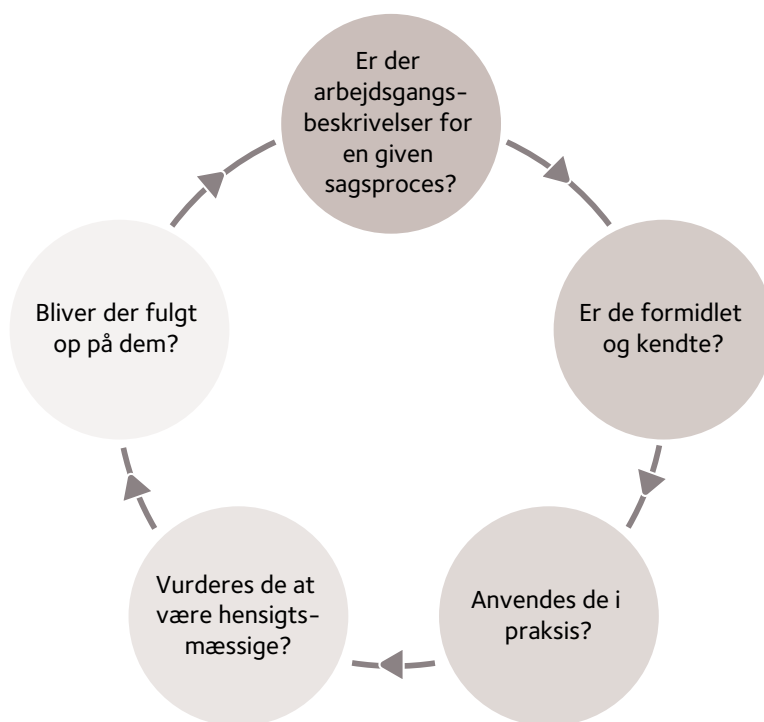 Er der
arbejdsgangs-
beskrivelser for
en given
sagsproces?
Er de formidlet
og kendte?
Anvendes de i
praksis?
Vurderes de at
være hensigts-
mæssige?
Bliver der fulgt
op på dem?